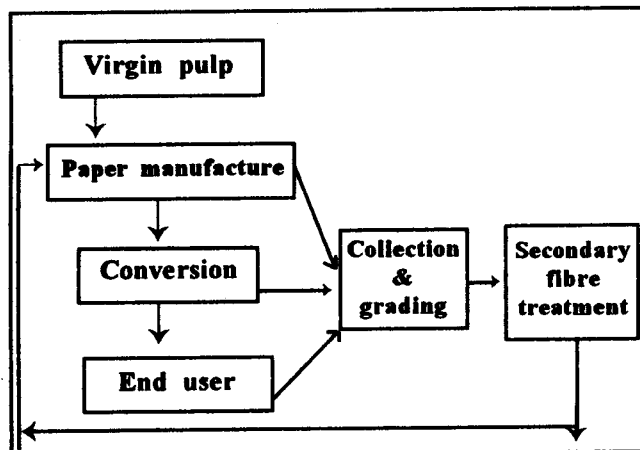 Virgin pulp
Paper manufacture
Conversion
End user
Collection
&
grading
Secondary
fibre
treatment